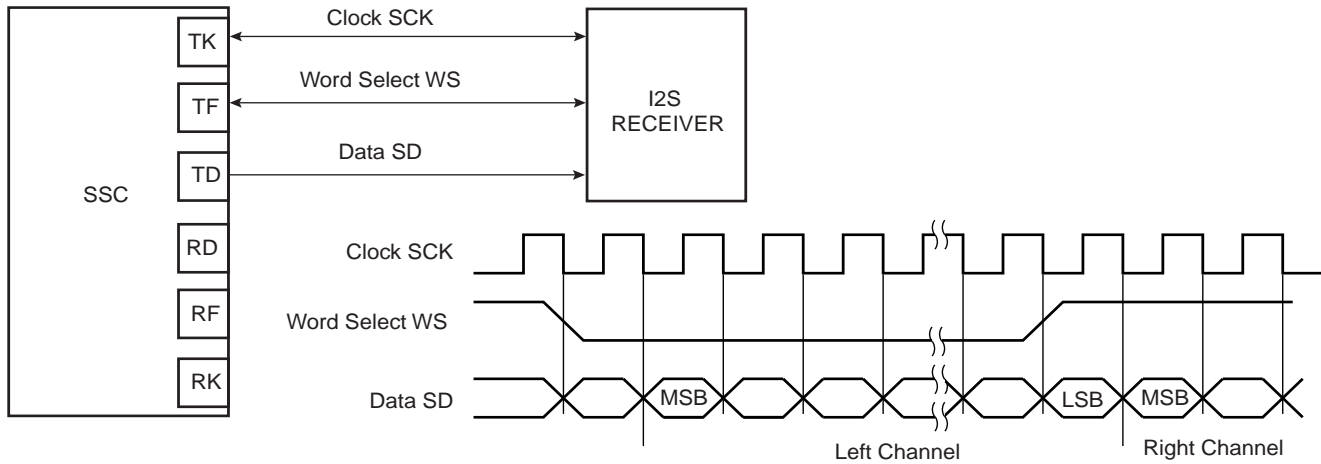 Clock SCK
TK
Word Select WS
TF
I2S
RECEIVER
Data SD
TD
SSC
RD
RF
RK
Clock SCK
Word Select WS
Data SD
MSB
LSB
MSB
Left Channel
Right Channel